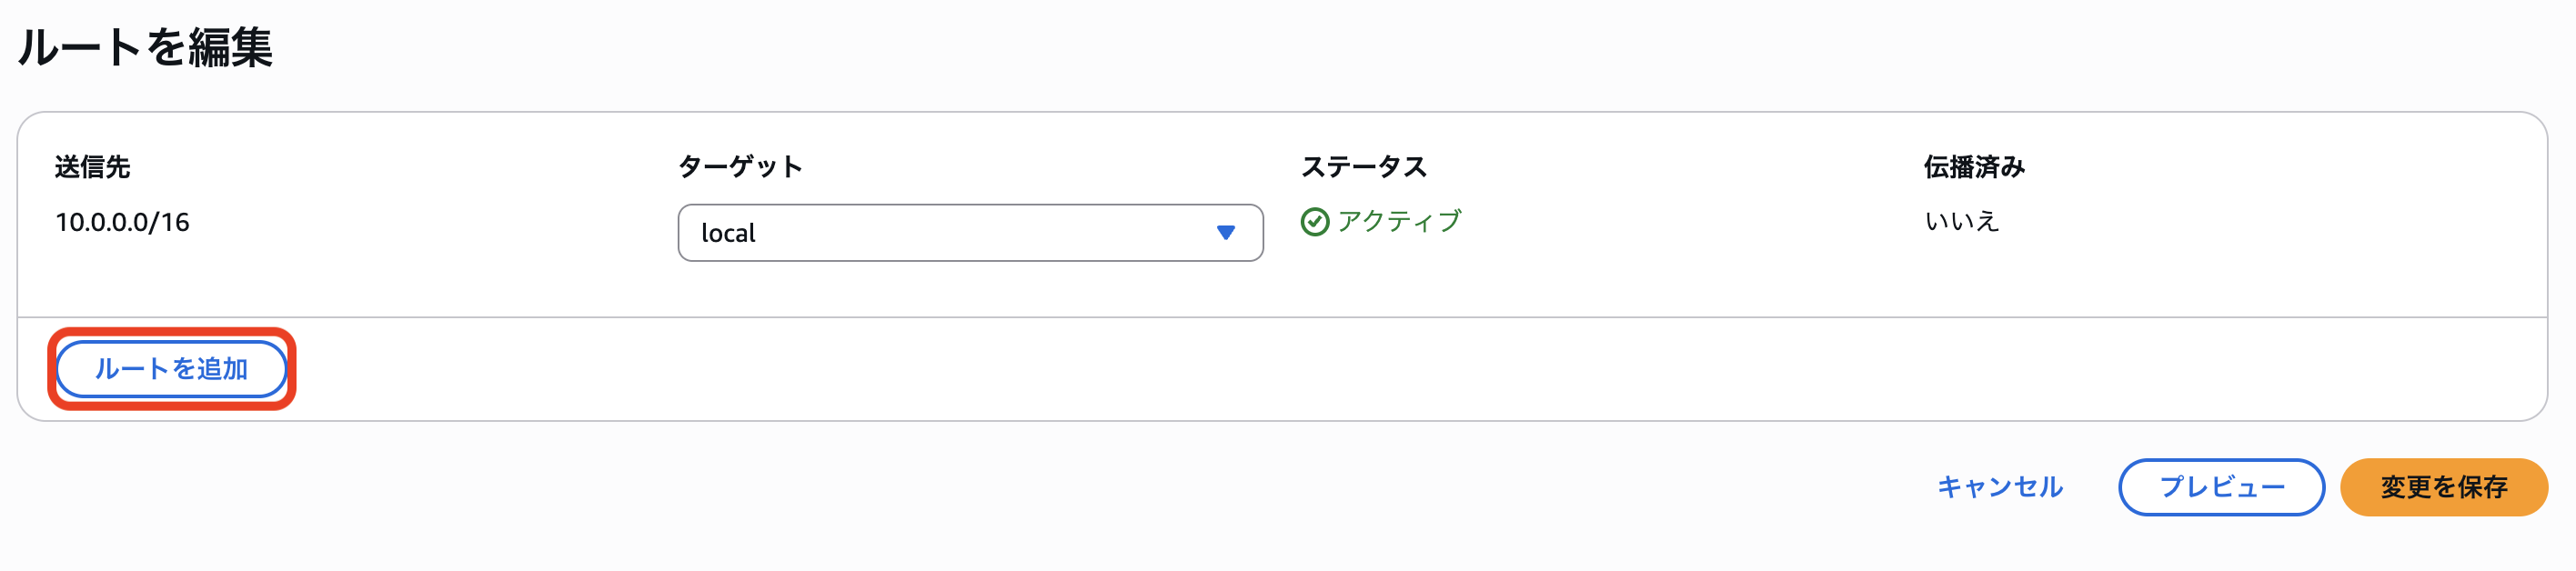 ルートを編集
送信先 ターゲット ステータス 伝播済み
10.0.0.0/16 local アクティブ いいえ
ルートを追加
キャンセル プレビュー 変更を保存